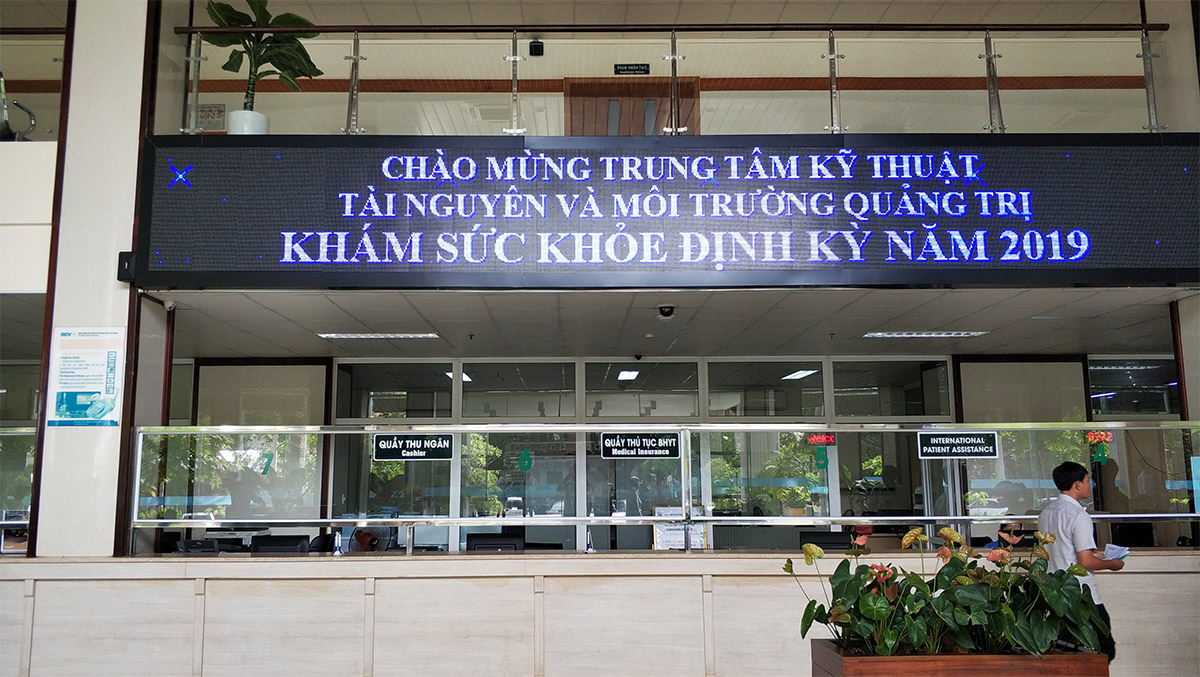 CHÀO MỪNG TRUNG TÂM KỸ THUẬT
TÀI NGUYÊN VÀ MÔI TRƯỜNG QUẢNG TRỊ
KHÁM SỨC KHỎE ĐỊNH KỲ NĂM 2019
QUẦY THU NGÂN
Cashier
QUẦY THỦ TỤC BHYT
Medical Insurance
INTERNATIONAL
PATIENT ASSISTANCE
7
6
5
4